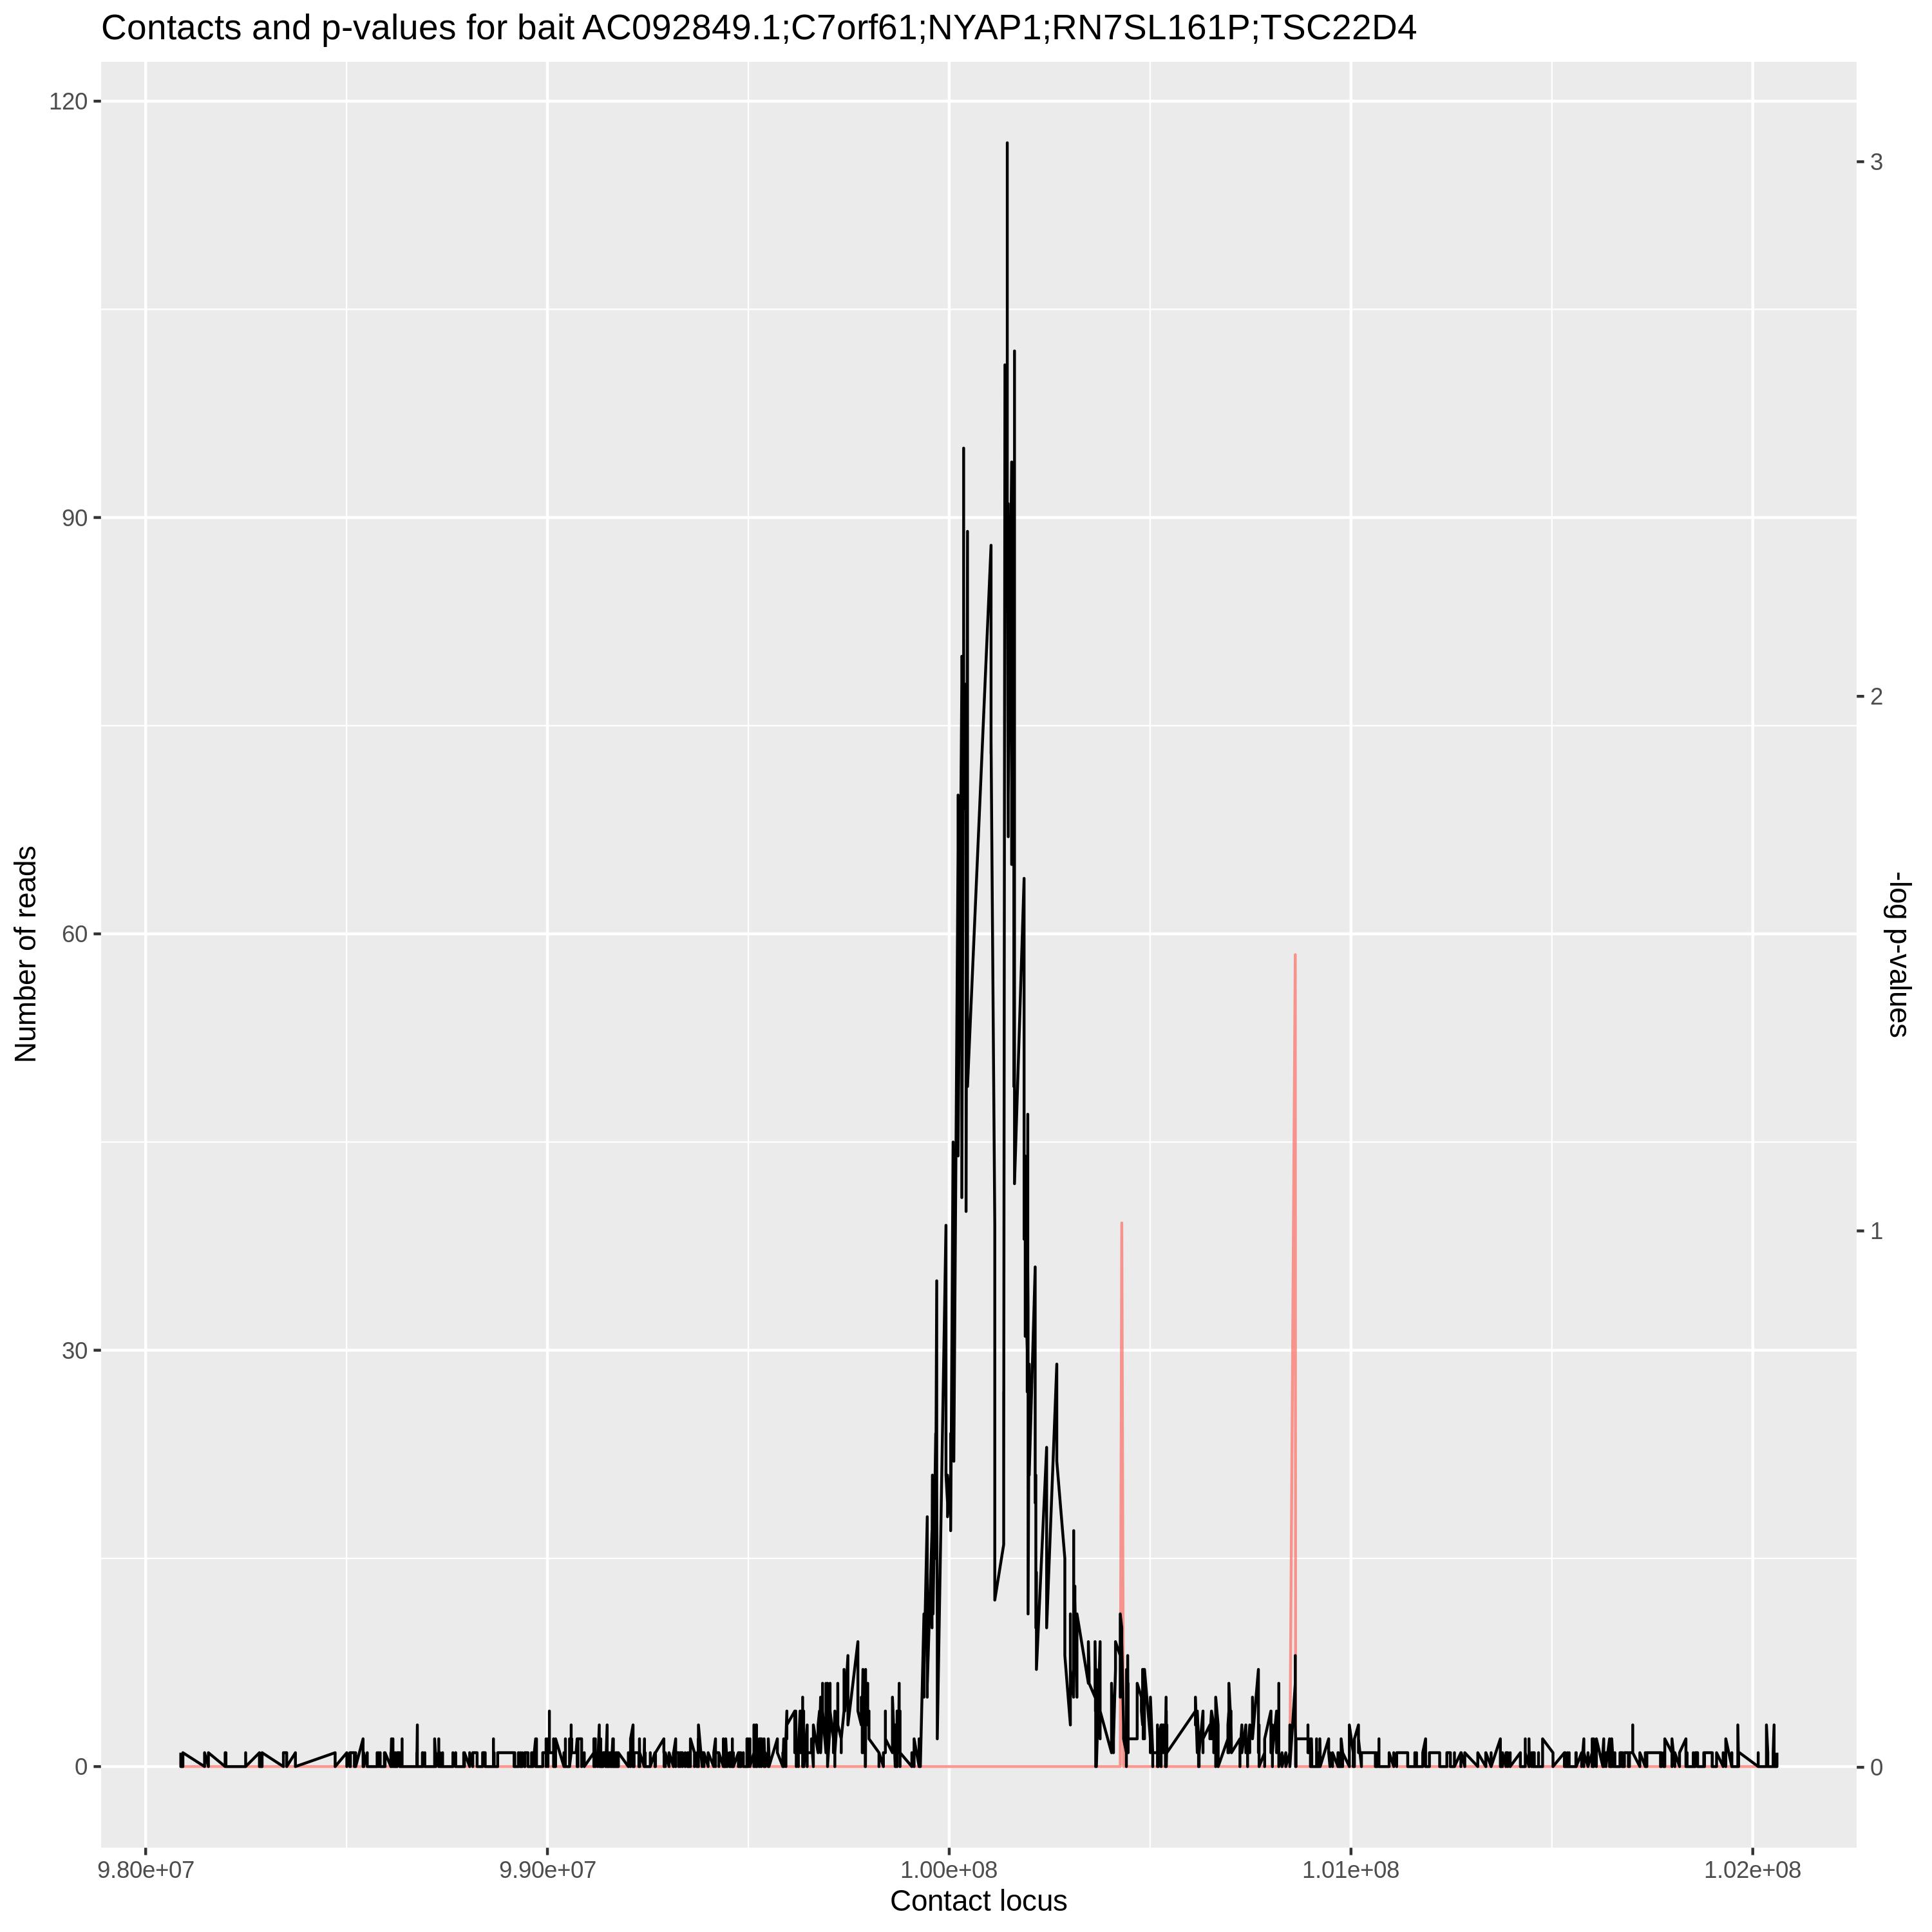 Contacts and p-values for bait AC092849.1;C7orf61;NYAP1;RN7SL161P;TSC22D4
120
90
60
30
0
Number of reads
3
2
1
0
-log p-values
9.80e+07
9.90e+07
1.00e+08
1.01e+08
1.02e+08
Contact locus